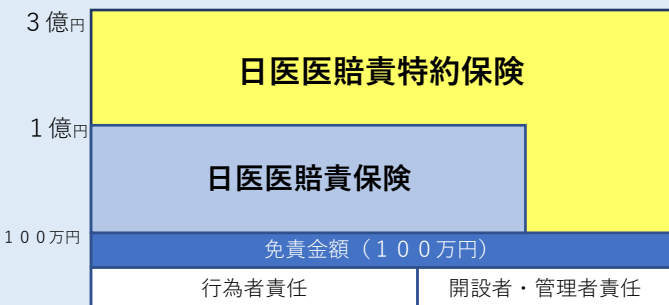 ３億円
日医医賠責特約保険
１億円
日医医賠責保険
１００万円
免責金額（１００万円）
行為者責任
開設者・管理者責任